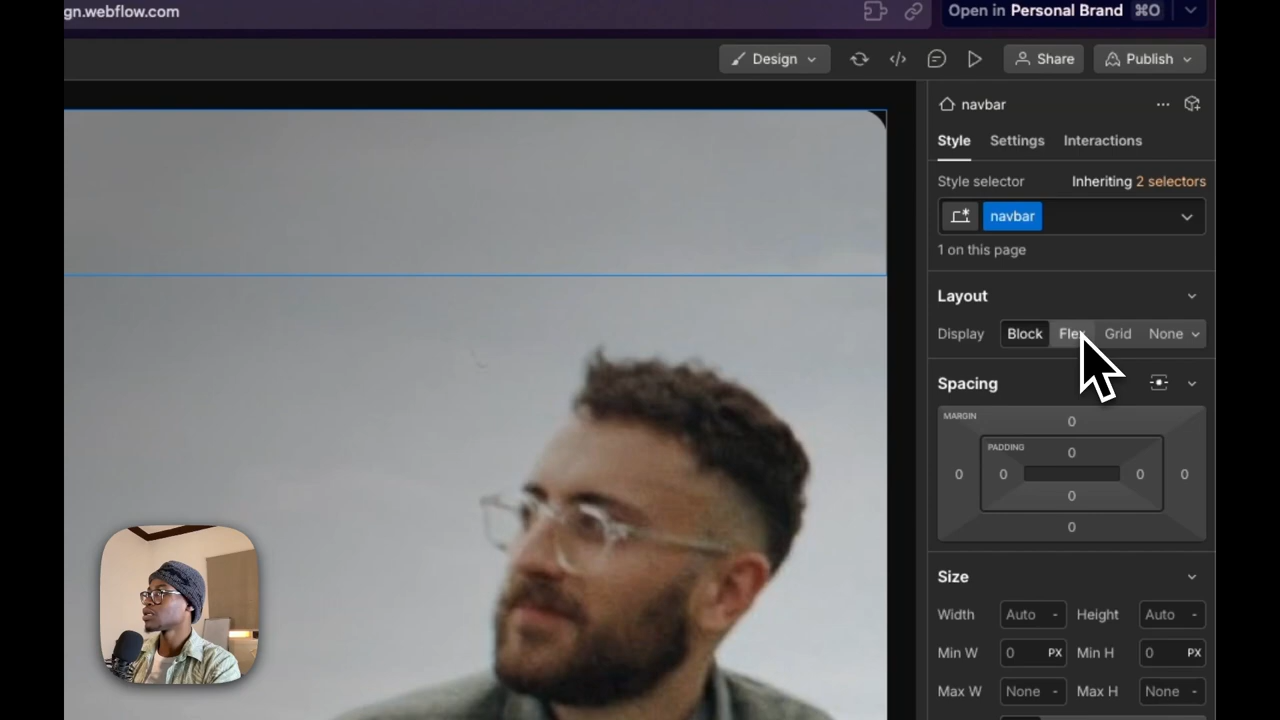 gn.webflow.com
Open in Personal Brand ⌘O
Design
Share
Publish
navbar
Style Settings Interactions
Style selector Inheriting 2 selectors
navbar
1 on this page
Layout
Display Block Flex Grid None
Spacing
MARGIN
0
PADDING
0
0 0 0 0
0
0
Size
Width Auto - Height Auto -
Min W 0 PX Min H 0 PX
Max W None - Max H None -